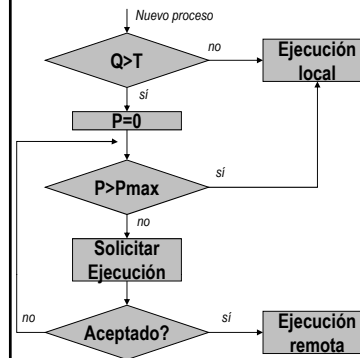 Nuevo proceso
Q>T
no
Ejecución
local
sí
P=0
P>Pmax
sí
no
Solicitar
Ejecución
no
Aceptado?
sí
Ejecución
remota